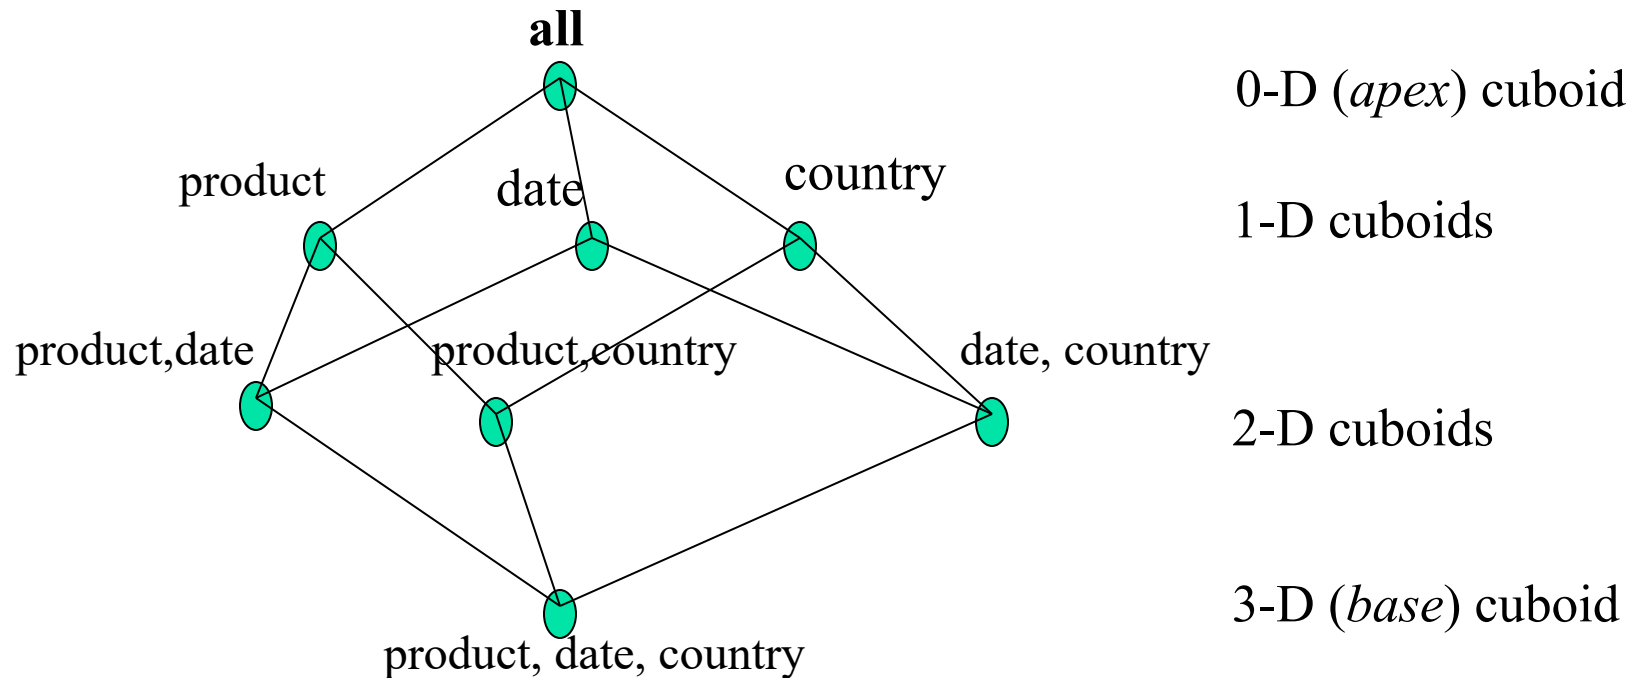 all
0-D (apex) cuboid
product
date
country
1-D cuboids
product,date
product,country
date, country
2-D cuboids
3-D (base) cuboid
product, date, country